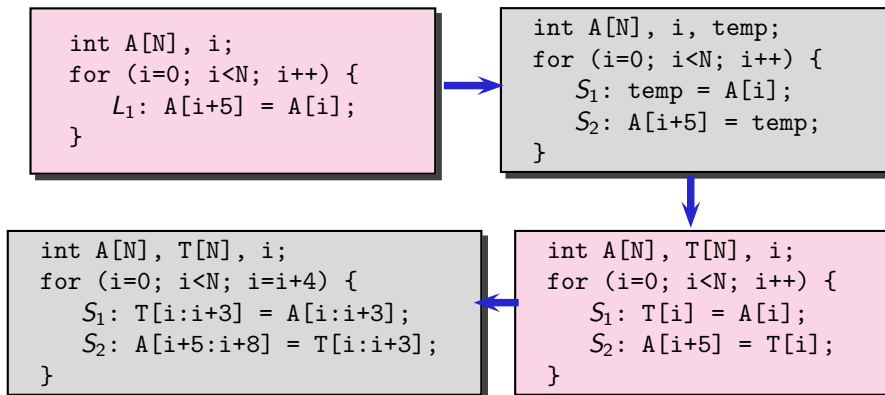 int A[N], i;
for (i=0; i<N; i++) {
L₁: A[i+5] = A[i];
}
int A[N], i, temp;
for (i=0; i<N; i++) {
S₁: temp = A[i];
S₂: A[i+5] = temp;
}
int A[N], T[N], i;
for (i=0; i<N; i++) {
S₁: T[i] = A[i];
S₂: A[i+5] = T[i];
}
int A[N], T[N], i;
for (i=0; i<N; i=i+4) {
S₁: T[i:i+3] = A[i:i+3];
S₂: A[i+5:i+8] = T[i:i+3];
}